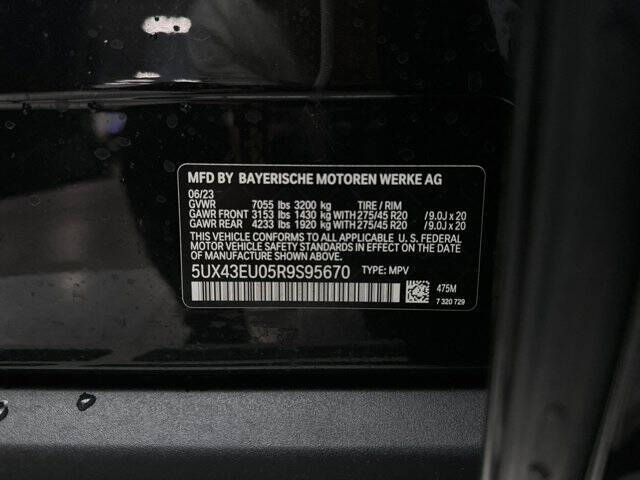 MFD BY BAYERISCHE MOTOREN WERKE AG
06/23
GVWR 7055 lbs 3200 kg TIRE / RIM
GAWR FRONT 3153 lbs 1430 kg WITH 275/45 R20 /9.0J x 20
GAWR REAR 4233 lbs 1920 kg WITH 275/45 R20 /9.0J x 20
THIS VEHICLE CONFORMS TO ALL APPLICABLE U. S. FEDERAL
MOTOR VEHICLE SAFETY STANDARDS IN EFFECT ON THE DATE
OF MANUFACTURE SHOWN ABOVE.
5UX43EU05R9S95670 TYPE: MPV
475M
7 320 729